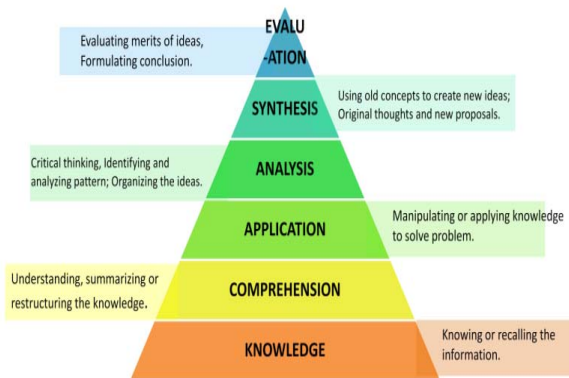 EVALU
-ATION
Evaluating merits of ideas,
Formulating conclusion.
SYNTHESIS
Using old concepts to create new ideas;
Original thoughts and new proposals.
Critical thinking, Identifying and
analyzing pattern; Organizing the ideas.
ANALYSIS
APPLICATION
Manipulating or applying knowledge
to solve problem.
Understanding, summarizing or
restructuring the knowledge.
COMPREHENSION
KNOWLEDGE
Knowing or recalling the
information.